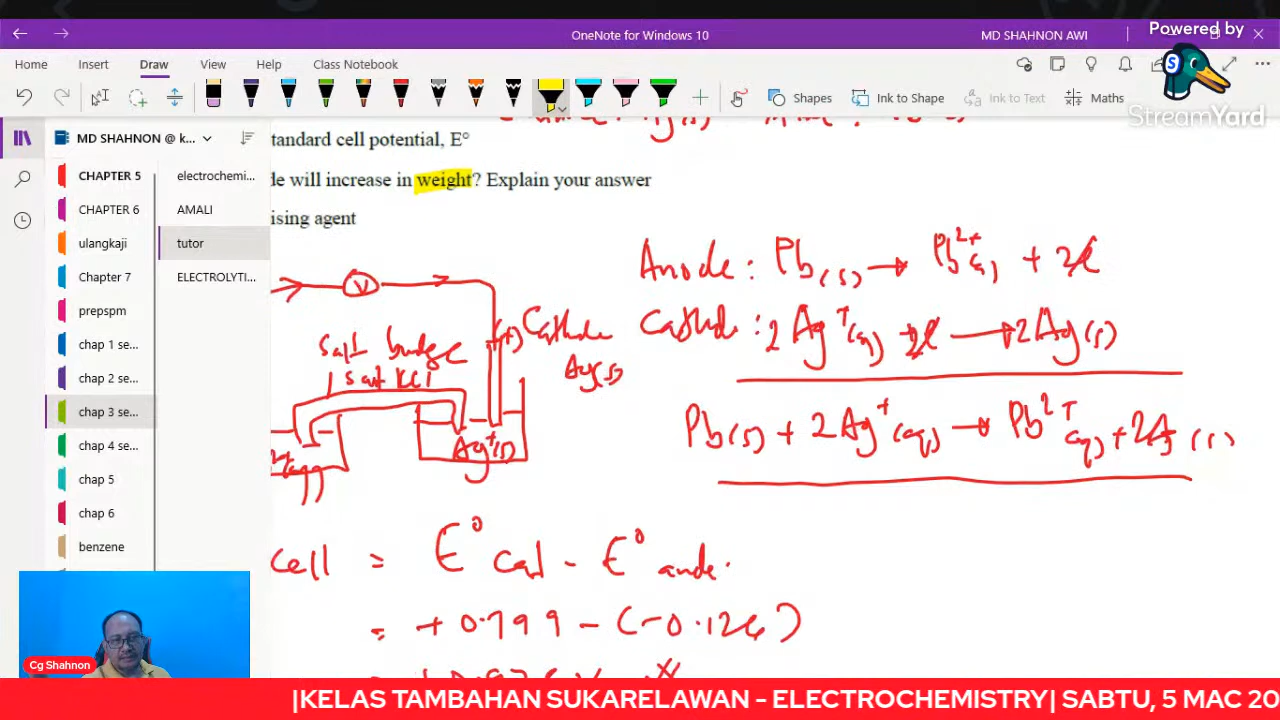 OneNote for Windows 10
MD SHAHNON AWI
Powered by
StreamYard
Home
Insert
Draw
View
Help
Class Notebook
Shapes
Ink to Shape
Ink to Text
Maths
MD SHAHNON @ k...
CHAPTER 5
CHAPTER 6
ulangkaji
Chapter 7
prepspm
chap 1 se...
chap 2 se...
chap 3 se...
chap 4 se...
chap 5
chap 6
benzene
electrochemi...
AMALI
tutor
ELECTROLYTI...
tandard cell potential, E°
de will increase in weight? Explain your answer
ising agent
V
(+) Cathode
Ag(s)
Salt bridge
sat KCl
Ag⁺(s)
Anode : Pb(s) → Pb²⁺(aq) + 2e
Cathode : 2Ag⁺(aq) + 2e → 2Ag(s)
Pb(s) + 2Ag⁺(aq) → Pb²⁺(aq) + 2Ag(s)
cell = E° cat - E° anode
= +0.799 - (-0.126)
Cg Shahnon
|KELAS TAMBAHAN SUKARELAWAN - ELECTROCHEMISTRY| SABTU, 5 MAC 20